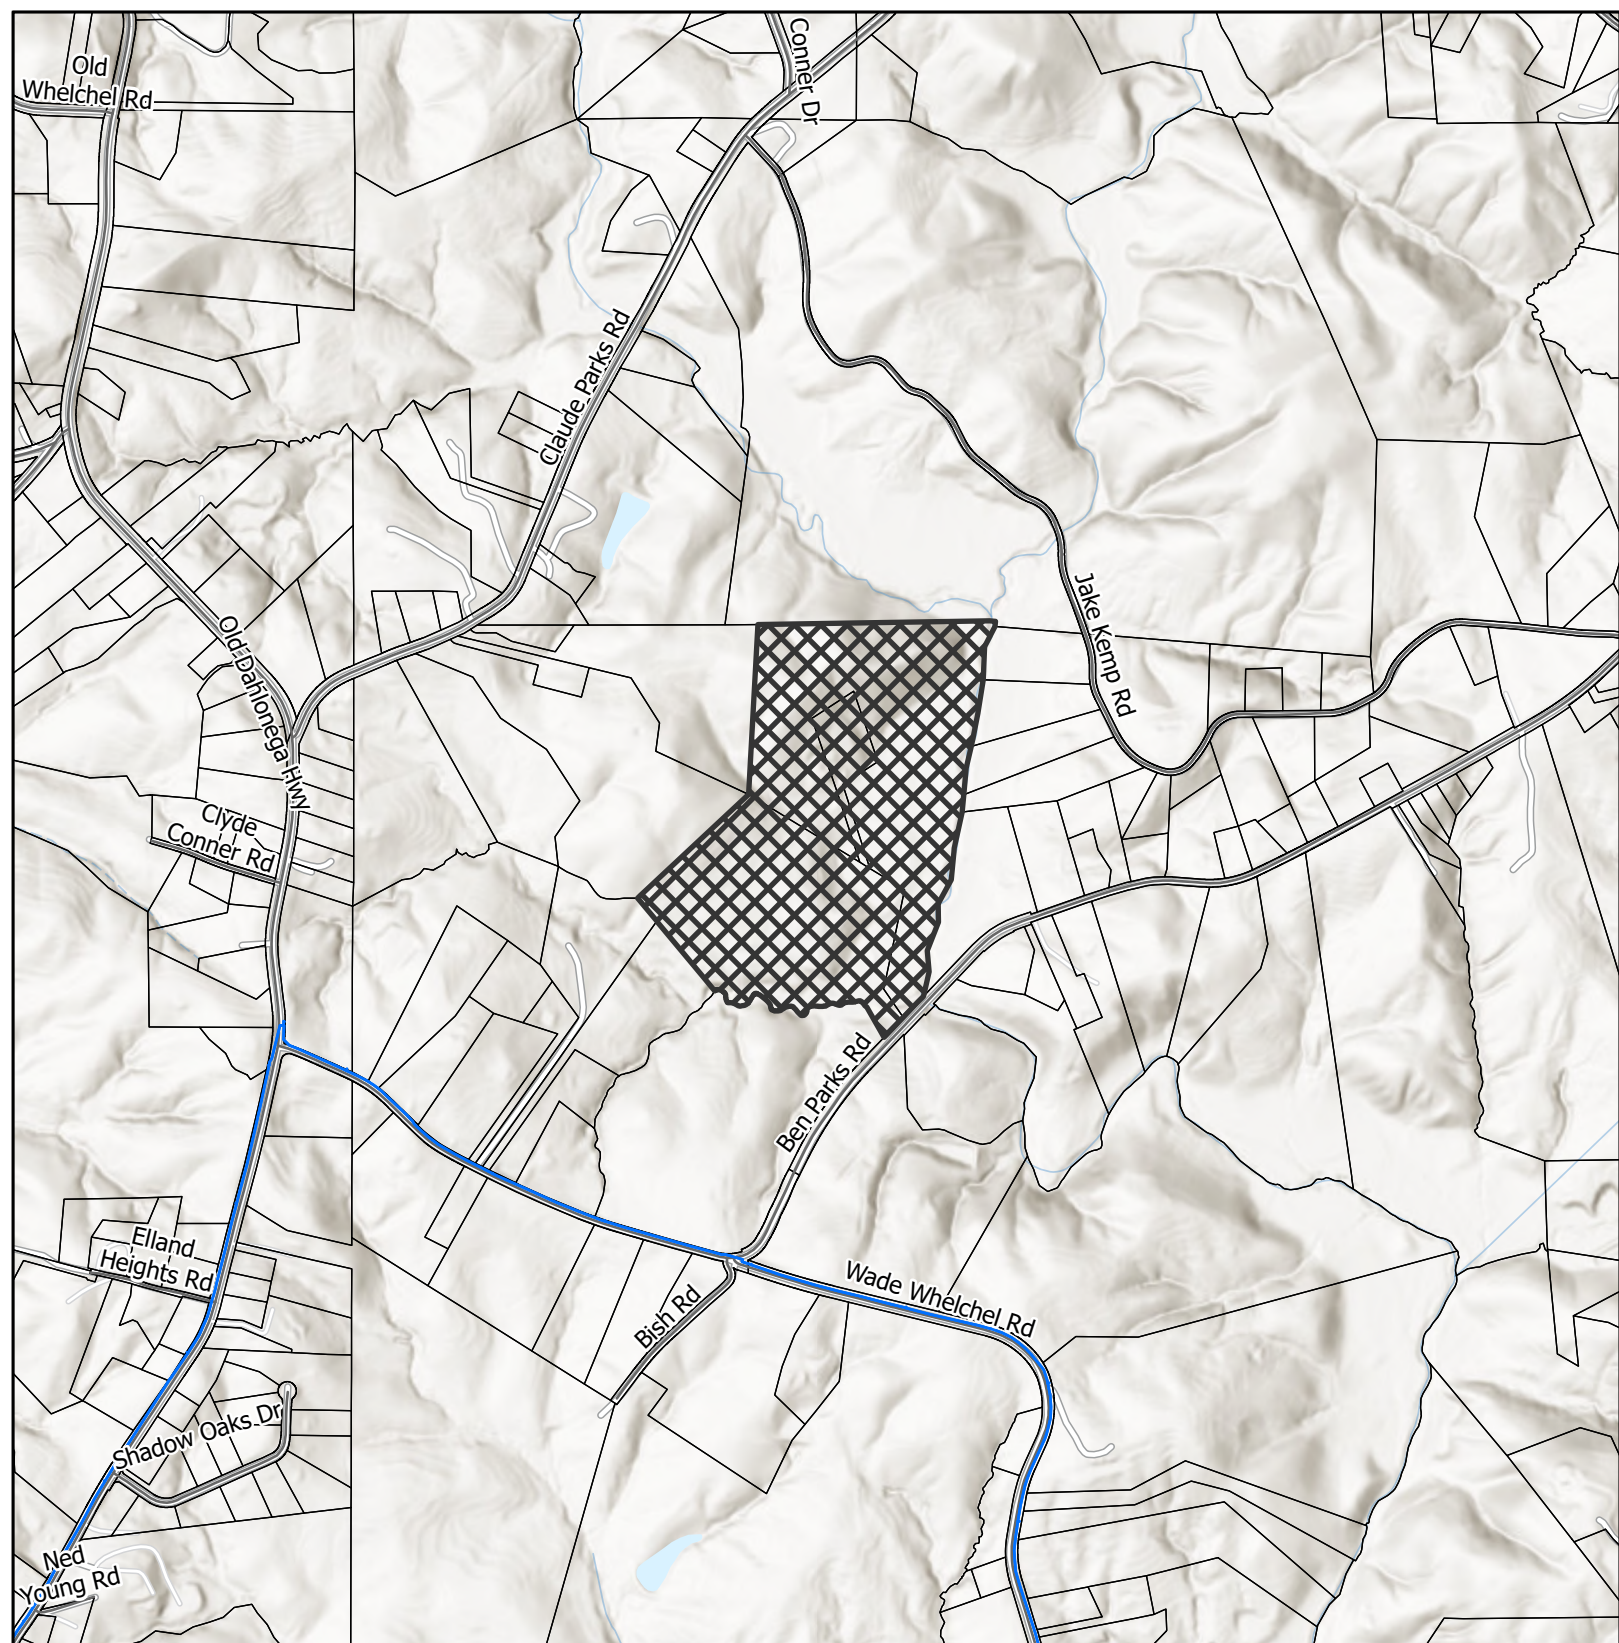 Conner Dr
Old
Whelchel Rd
Claude Parks Rd
Jake Kemp Rd
Old Dahlonega Hwy
Clyde
Conner Rd
Ben Parks Rd
Elland
Heights Rd
Wade Whelchel Rd
Bish Rd
Shadow Oaks Dr
Ned
Young Rd